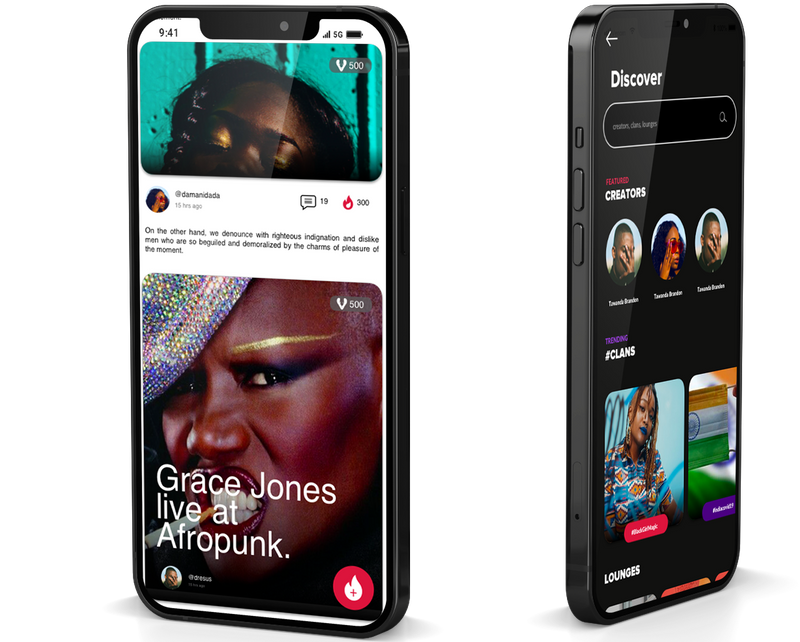 9:41
5G
500
@damanidada
15 hrs ago
19
300
On the other hand, we denounce with righteous indignation and dislike
men who are so beguiled and demoralized by the charms of pleasure of
the moment.
500
Grace Jones
live at
Afropunk.
@dresus
Discover
creators, clans, lounges
FEATURED
CREATORS
Tawanda Brandon
Tawanda Brandon
Tawanda Brandon
TRENDING
#CLANS
#BlackGirlMagic
LOUNGES